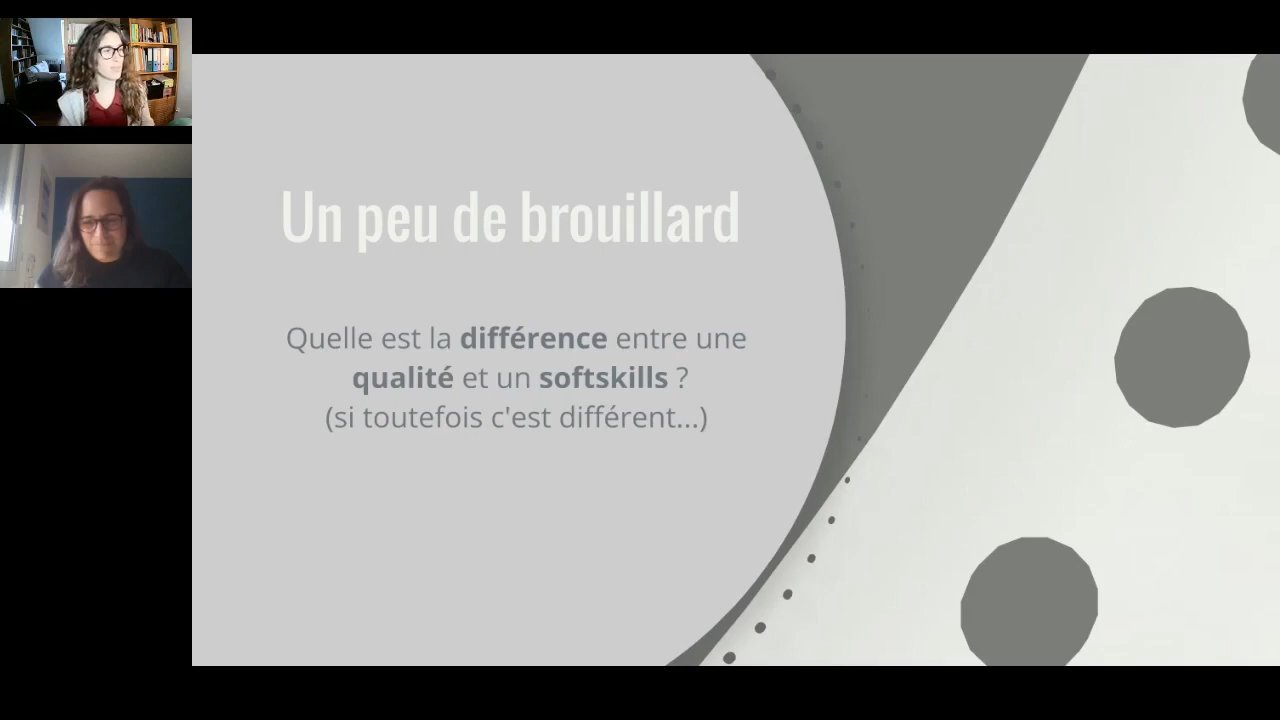 Un peu de brouillard
Quelle est la différence entre une
qualité et un softskills ?
(si toutefois c'est différent...)